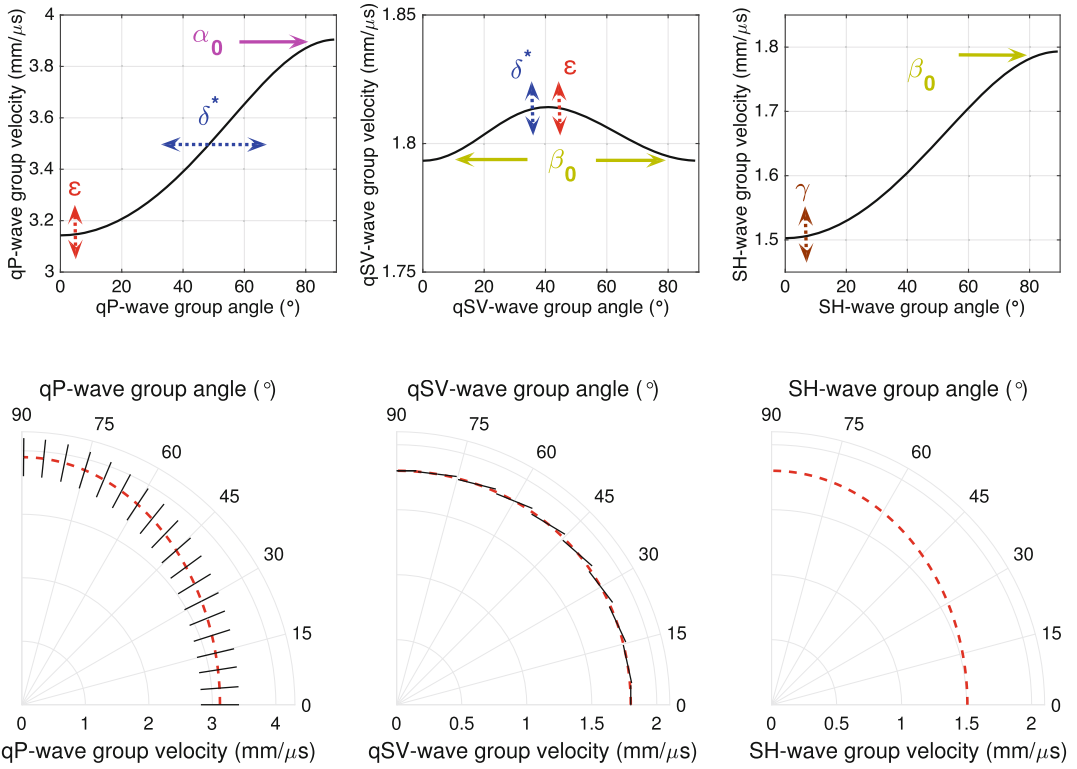 qP-wave group velocity (mm/μs)
4
3.8
3.6
3.4
3.2
3
α0
δ*
ε
0 20 40 60 80
qP-wave group angle (°)
qSV-wave group velocity (mm/μs)
1.85
1.8
1.75
δ* ε
β0
0 20 40 60 80
qSV-wave group angle (°)
SH-wave group velocity (mm/μs)
1.8
1.7
1.6
1.5
β0
γ
0 20 40 60 80
SH-wave group angle (°)
qP-wave group angle (°)
90
75
60
45
30
15
0
0 1 2 3 4
qP-wave group velocity (mm/μs)
qSV-wave group angle (°)
90
75
60
45
30
15
0
0 0.5 1 1.5 2
qSV-wave group velocity (mm/μs)
SH-wave group angle (°)
90
75
60
45
30
15
0
0 0.5 1 1.5 2
SH-wave group velocity (mm/μs)